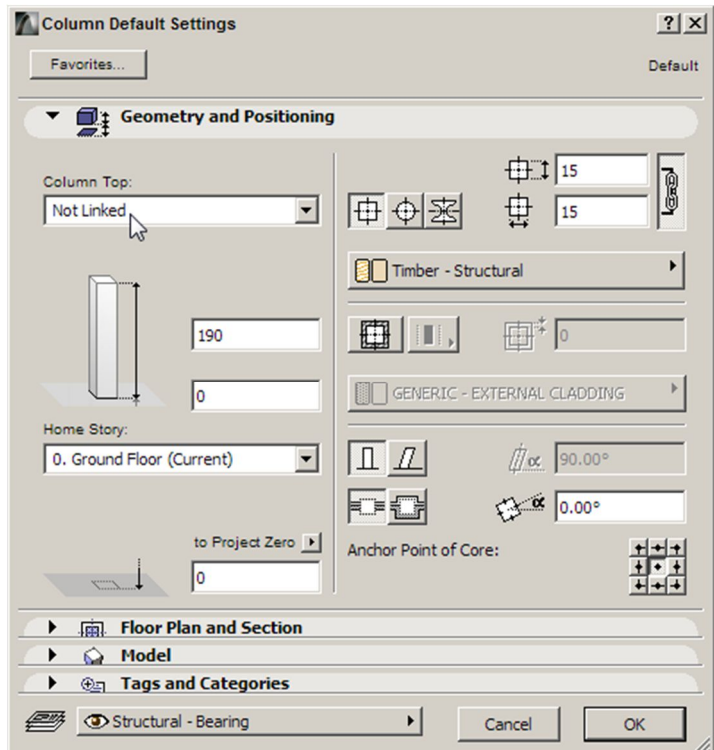 Column Default Settings
Favorites...
Default
Geometry and Positioning
Column Top:
Not Linked
190
0
Home Story:
0. Ground Floor (Current)
to Project Zero
0
15
15
Timber - Structural
0
GENERIC - EXTERNAL CLADDING
α 90.00°
α 0.00°
Anchor Point of Core:
Floor Plan and Section
Model
Tags and Categories
Structural - Bearing
Cancel
OK